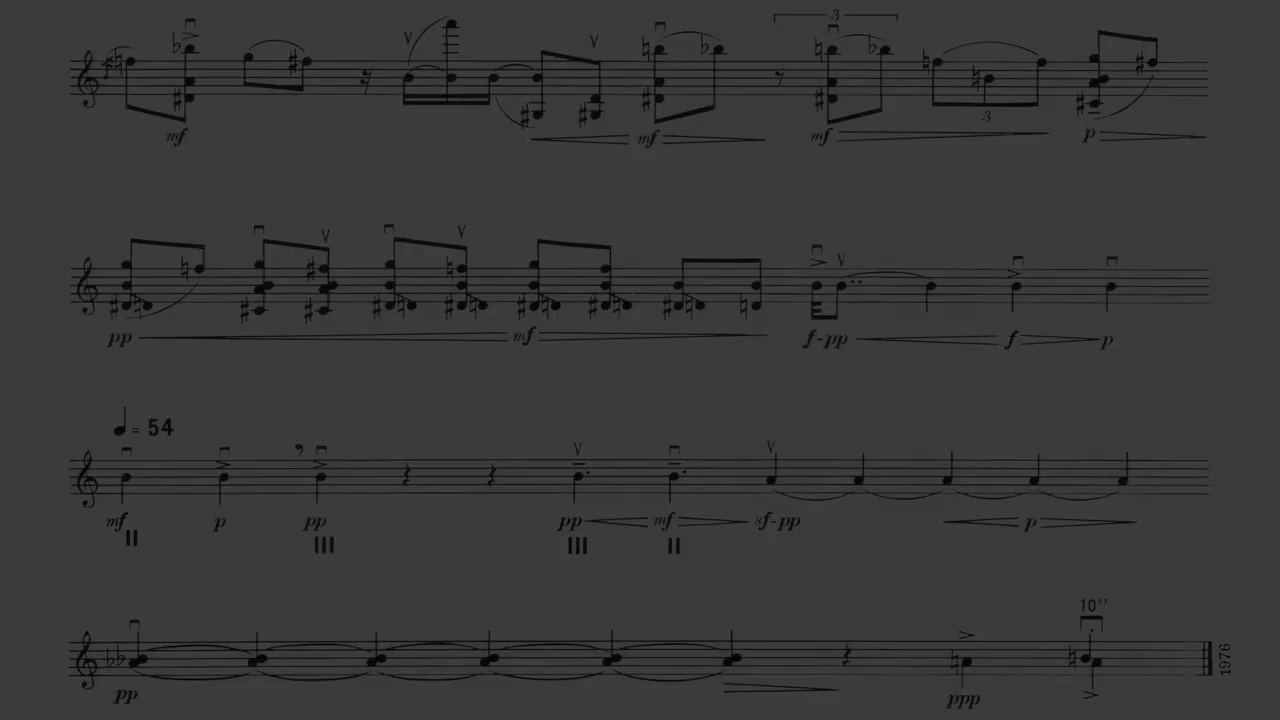 3 3
mf mf mf 3 p
pp mf f-pp f p
= 54
mf p pp pp mf sf-pp p
II III III II
10"
1976
pp ppp